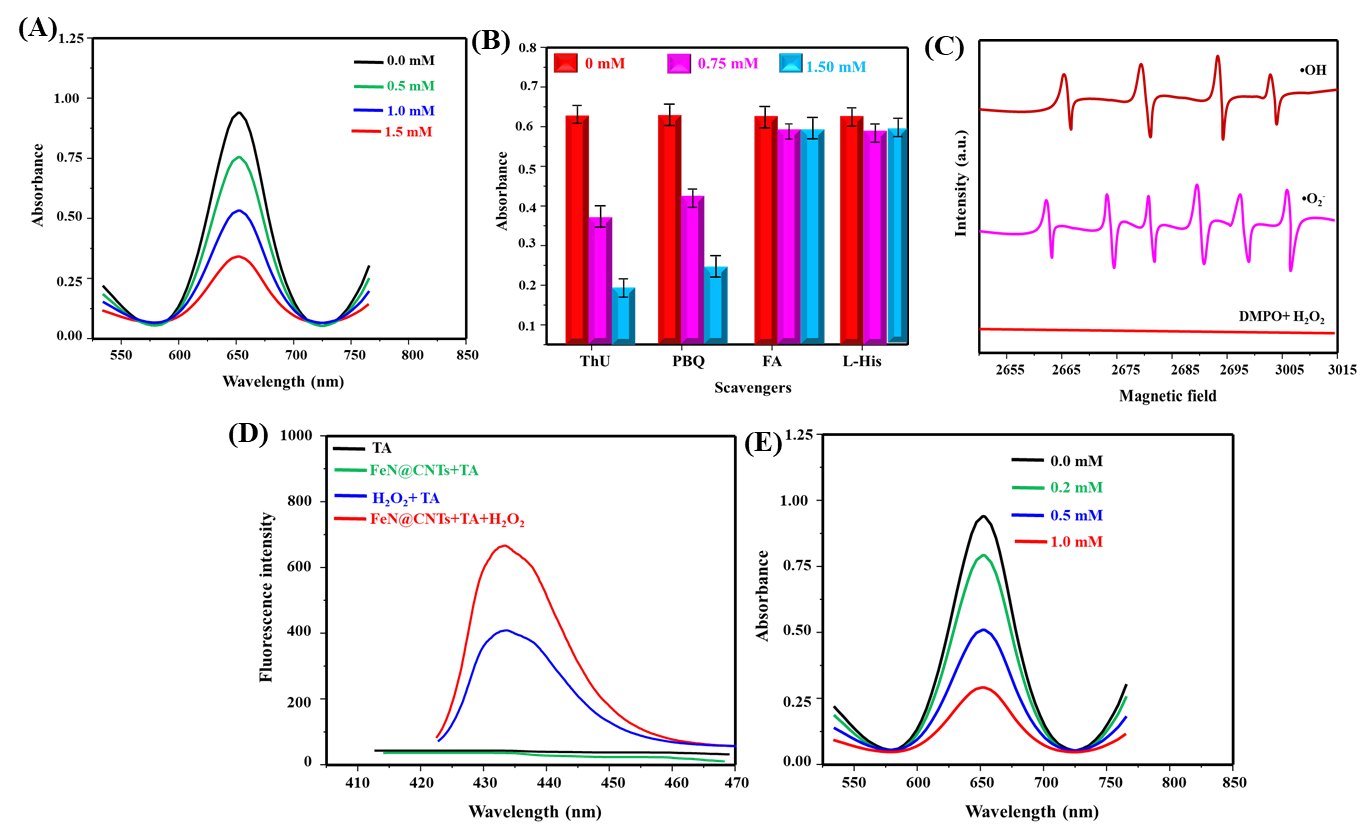 (A)
1.25
1.00
0.75
0.50
0.25
0.00
Absorbance
0.0 mM
0.5 mM
1.0 mM
1.5 mM
550 600 650 700 750 800 850
Wavelength (nm)
(B)
0.8
0.7
0.6
0.5
0.4
0.3
0.2
0.1
Absorbance
0 mM 0.75 mM 1.50 mM
ThU PBQ FA L-His
Scavengers
(C)
Intensity (a.u.)
•OH
•O₂⁻
DMPO+ H₂O₂
2655 2665 2675 2685 2695 3005 3015
Magnetic field
(D)
1000
800
600
400
200
0
Fluorescence intensity
TA
FeN@CNTs+TA
H₂O₂+ TA
FeN@CNTs+TA+H₂O₂
410 420 430 440 450 460 470
Wavelength (nm)
(E)
1.25
1.00
0.75
0.50
0.25
0.00
Absorbance
0.0 mM
0.2 mM
0.5 mM
1.0 mM
550 600 650 700 750 800 850
Wavelength (nm)